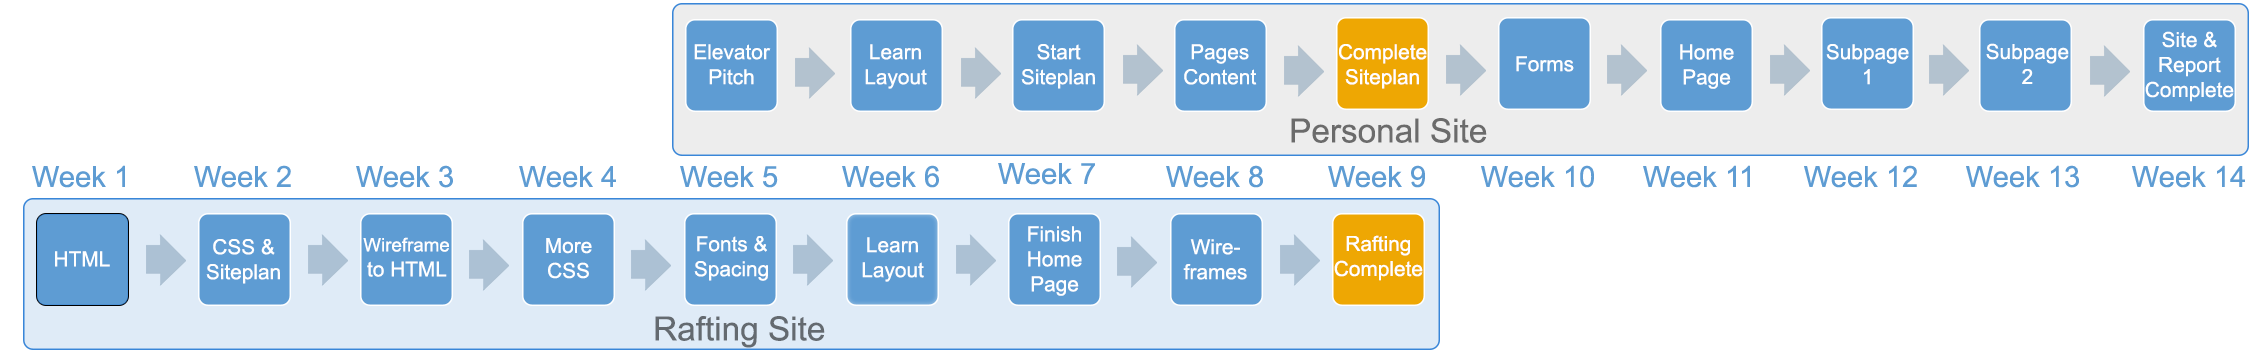 Elevator
Pitch
Learn
Layout
Start
Siteplan
Pages
Content
Complete
Siteplan
Forms
Home
Page
Subpage
1
Subpage
2
Site &
Report
Complete
Personal Site
Week 1
Week 2
Week 3
Week 4
Week 5
Week 6
Week 7
Week 8
Week 9
Week 10
Week 11
Week 12
Week 13
Week 14
HTML
CSS &
Siteplan
Wireframe
to HTML
More
CSS
Fonts &
Spacing
Learn
Layout
Finish
Home
Page
Wire-
frames
Rafting
Complete
Rafting Site